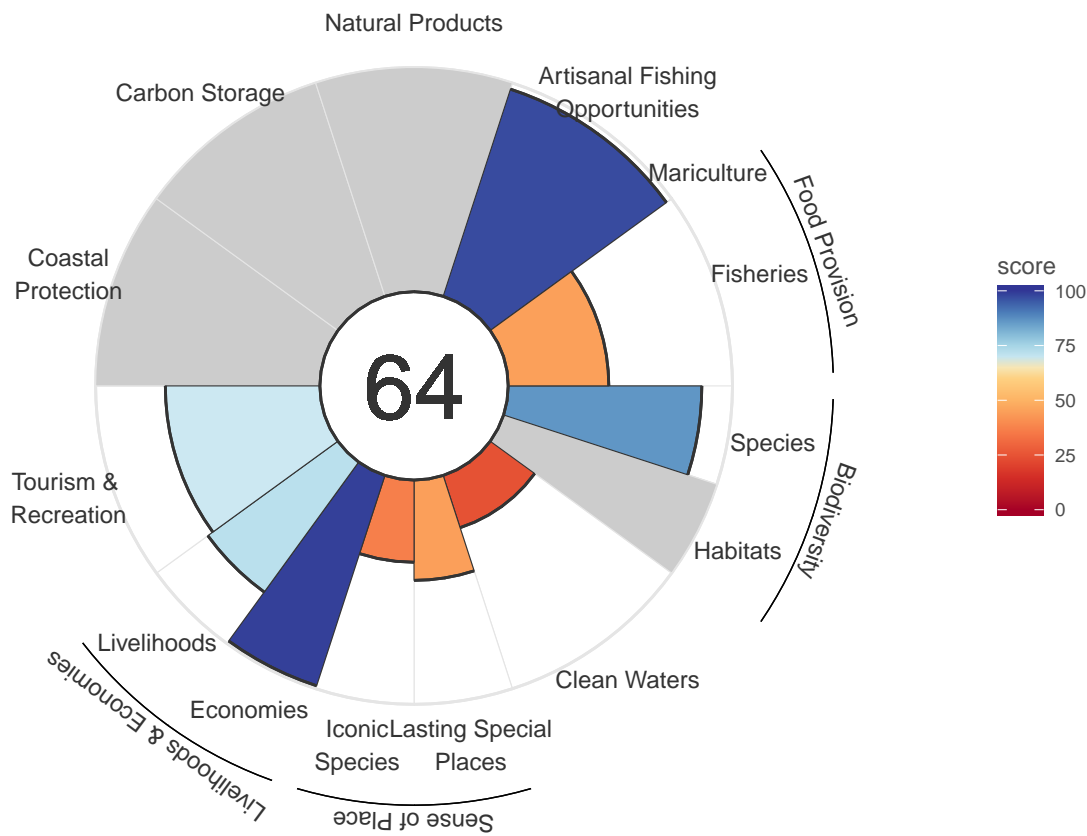 Natural Products
Carbon Storage
Artisanal Fishing
Opportunities
Mariculture
Food Provision
Fisheries
Coastal
Protection
64
score
100
75
50
25
0
Species
Biodiversity
Habitats
Tourism &
Recreation
Livelihoods
Clean Waters
Livelihoods & Economies
Economies
Iconic
Species
Lasting Special
Places
Sense of Place